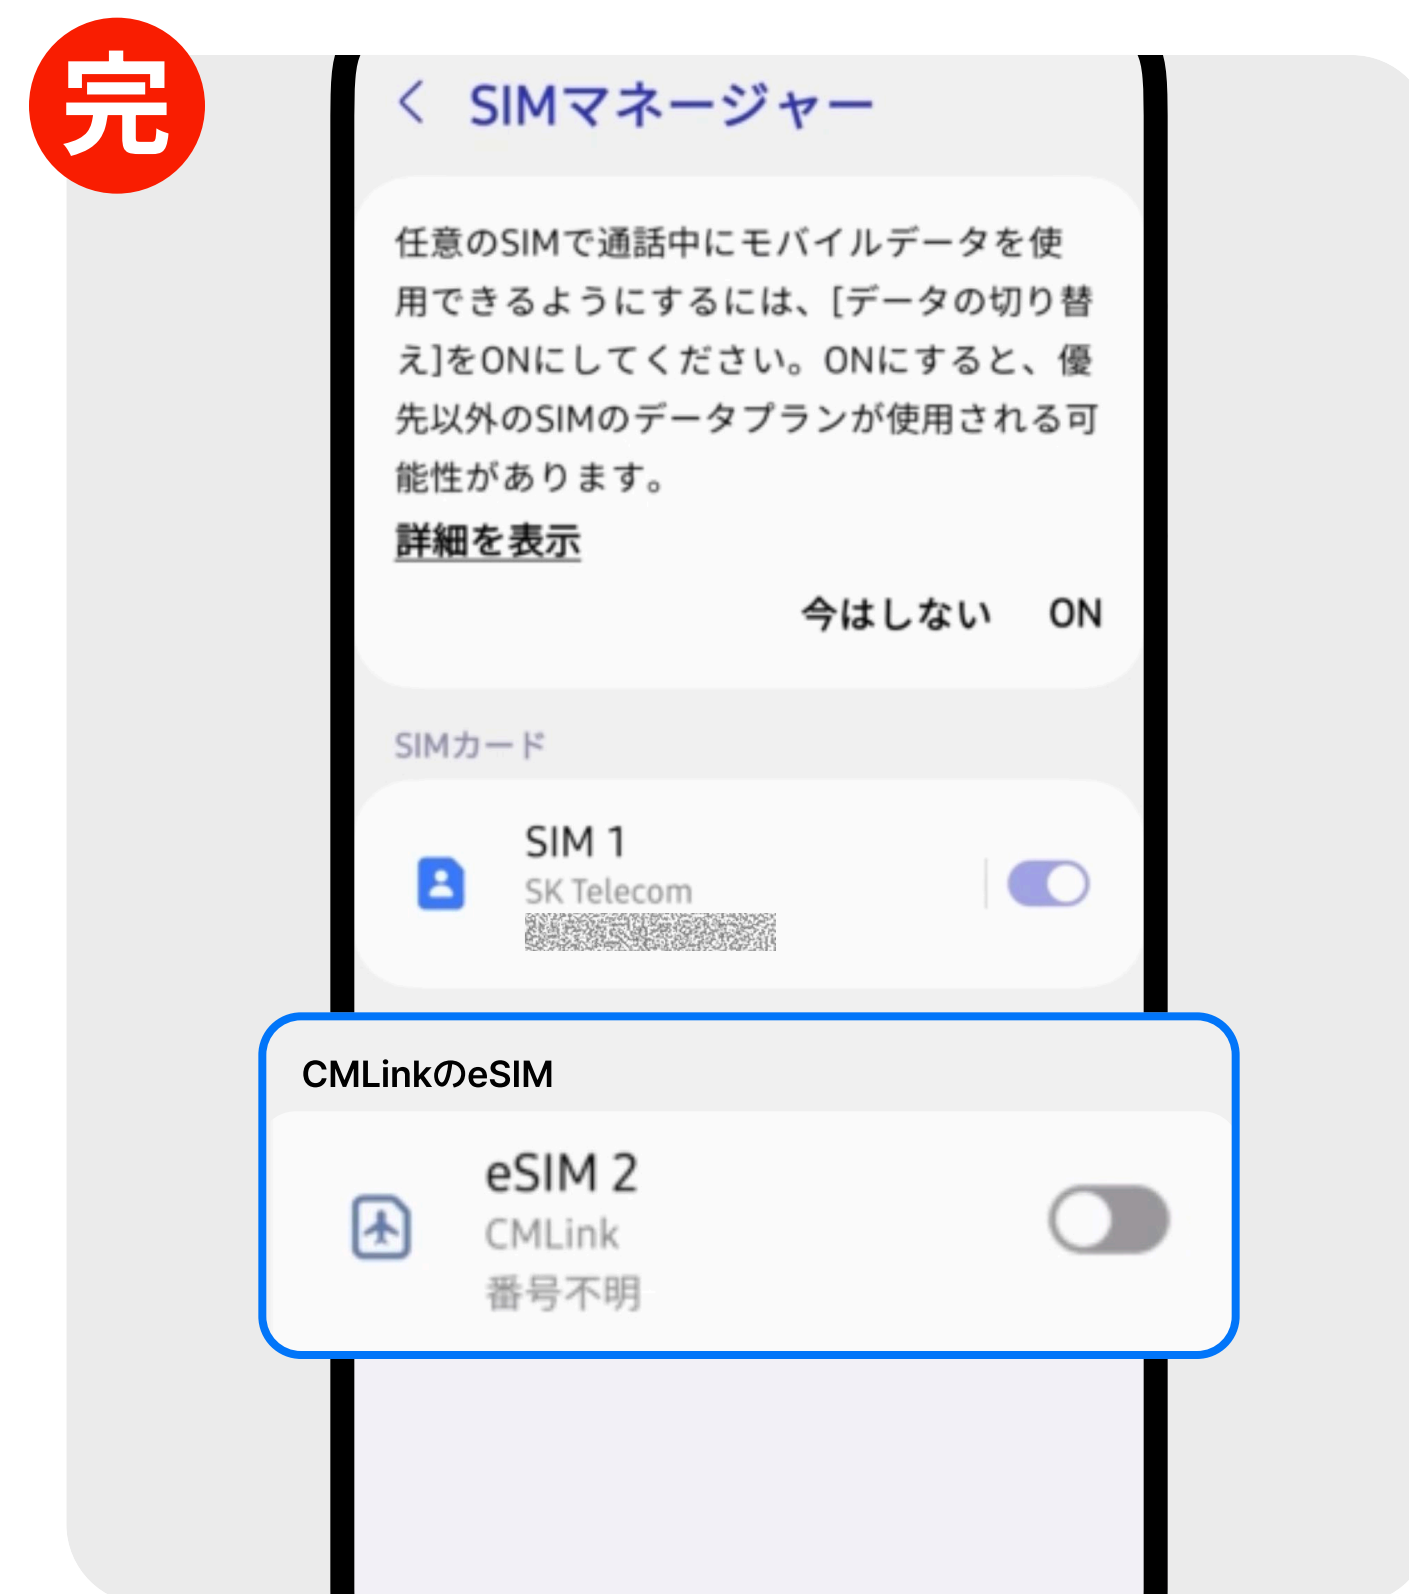 完
SIMマネージャー
任意のSIMで通話中にモバイルデータを使
用できるようにするには、[データの切り替
え]をONにしてください。ONにすると、優
先以外のSIMのデータプランが使用される可
能性があります。
詳細を表示
今はしない ON
SIMカード
SIM 1
SK Telecom
CMLinkのeSIM
eSIM 2
CMLink
番号不明